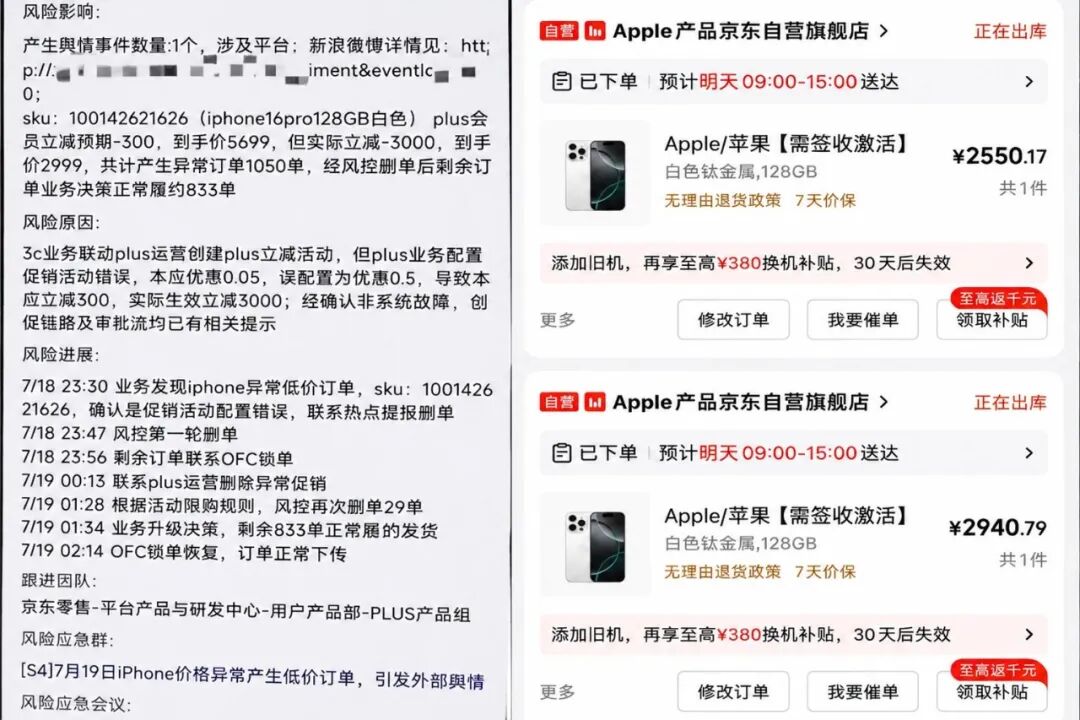 风险影响:
产生舆情事件数量:1个，涉及平台；新浪微博详情见：htt
p://
iment&eventIc
0；
sku：100142621626（iphone16pro128GB白色） plus会
员立减预期-300，到手价5699，但实际立减-3000，到手
价2999，共计产生异常订单1050单，经风控删单后剩余订
单业务决策正常履约833单
风险原因:
3c业务联动plus运营创建plus立减活动，但plus业务配置
促销活动错误，本应优惠0.05，误配置为优惠0.5，导致本
应立减300，实际生效立减3000；经确认非系统故障，创
促链路及审批流均已有相关提示
风险进展:
7/18 23:30 业务发现iphone异常低价订单，sku：1001426
21626，确认是促销活动配置错误，联系热点提报删单
7/18 23:47 风控第一轮删单
7/18 23:56 剩余订单联系OFC锁单
7/19 00:13 联系plus运营删除异常促销
7/19 01:28 根据活动限购规则，风控再次删单29单
7/19 01:34 业务升级决策，剩余833单正常履的发货
7/19 02:14 OFC锁单恢复，订单正常下传
跟进团队:
京东零售-平台产品与研发中心-用户产品部-PLUS产品组
风险应急群:
[S4]7月19日iPhone价格异常产生低价订单，引发外部舆情
风险应急会议:
自营 Apple产品京东自营旗舰店 >
正在出库
已下单 预计明天09:00-15:00送达 >
Apple/苹果【需签收激活】
¥2550.17
白色钛金属,128GB
共1件
无理由退货政策 7天价保
添加旧机，再享至高¥380换机补贴，30天后失效 >
至高返千元
更多 修改订单 我要催单 领取补贴
自营 Apple产品京东自营旗舰店 >
正在出库
已下单 预计明天09:00-15:00送达 >
Apple/苹果【需签收激活】
¥2940.79
白色钛金属,128GB
共1件
无理由退货政策 7天价保
添加旧机，再享至高¥380换机补贴，30天后失效 >
至高返千元
更多 修改订单 我要催单 领取补贴